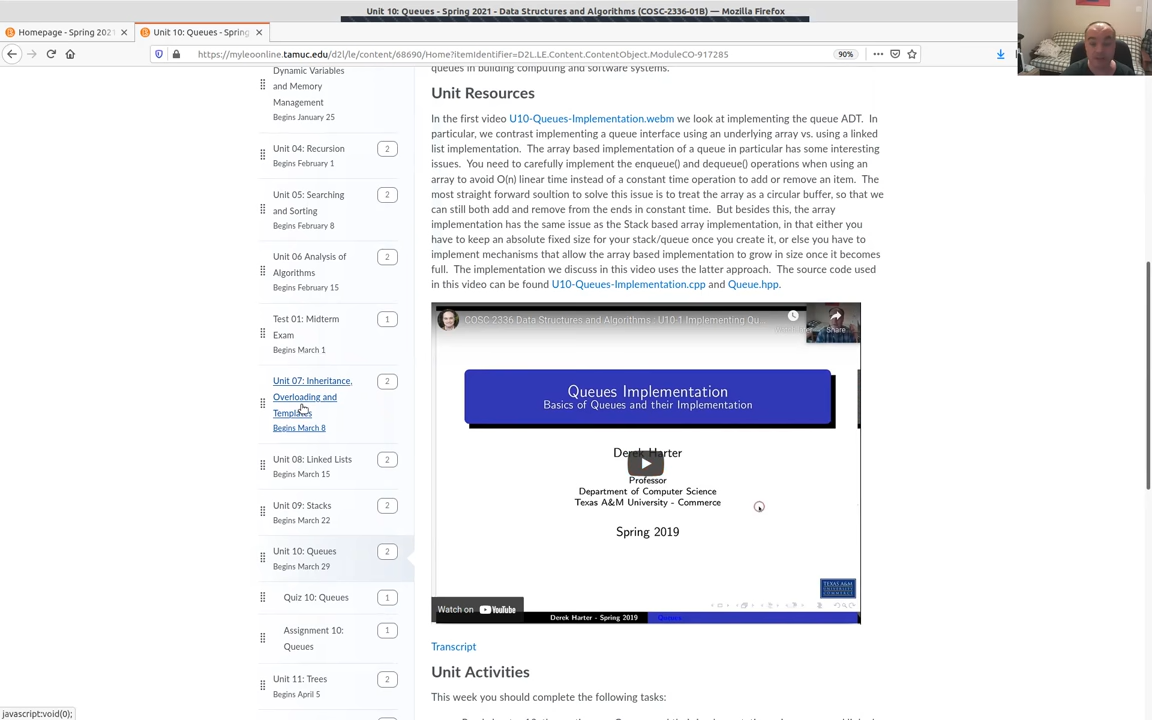 Unit 10: Queues - Spring 2021 - Data Structures and Algorithms (COSC-2336-01B) — Mozilla Firefox
Homepage - Spring 2021
Unit 10: Queues - Spring
https://myleoonline.tamuc.edu/d2l/le/content/68690/Home?itemIdentifier=D2L.LE.Content.ContentObject.ModuleCO-917285
90%
Dynamic Variables
and Memory
Management
Begins January 25
Unit 04: Recursion
2
Begins February 1
Unit 05: Searching
2
and Sorting
Begins February 8
Unit 06 Analysis of
2
Algorithms
Begins February 15
Test 01: Midterm
1
Exam
Begins March 1
Unit 07: Inheritance,
2
Overloading and
Templates
Begins March 8
Unit 08: Linked Lists
2
Begins March 15
Unit 09: Stacks
2
Begins March 22
Unit 10: Queues
2
Begins March 29
Quiz 10: Queues
1
Assignment 10:
1
Queues
Unit 11: Trees
2
Begins April 5
javascript:void(0);
queues in building computing and software systems.
Unit Resources
In the first video U10-Queues-Implementation.webm we look at implementing the queue ADT. In
particular, we contrast implementing a queue interface using an underlying array vs. using a linked
list implementation. The array based implementation of a queue in particular has some interesting
issues. You need to carefully implement the enqueue() and dequeue() operations when using an
array to avoid O(n) linear time instead of a constant time operation to add or remove an item. The
most straight forward soultion to solve this issue is to treat the array as a circular buffer, so that we
can still both add and remove from the ends in constant time. But besides this, the array
implementation has the same issue as the Stack based array implementation, in that either you
have to keep an absolute fixed size for your stack/queue once you create it, or else you have to
implement mechanisms that allow the array based implementation to grow in size once it becomes
full. The implementation we discuss in this video uses the latter approach. The source code used
in this video can be found U10-Queues-Implementation.cpp and Queue.hpp.
COSC 2336 Data Structures and Algorithms : U10-1 Implementing Qu
Share
Queues Implementation
Basics of Queues and their Implementation
Derek Harter
Professor
Department of Computer Science
Texas A&M University - Commerce
Spring 2019
Watch on YouTube
Derek Harter - Spring 2019
Queues
Transcript
Unit Activities
This week you should complete the following tasks: